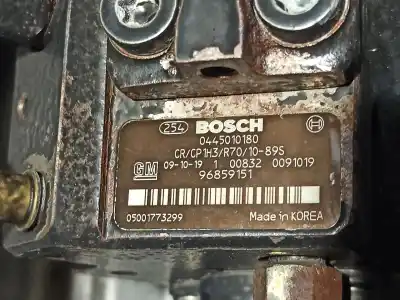 254 BOSCH
0445010180
CR/CP1H3/R70/10-89S
GM 09-10-19 1 00832 0091019
96859151
05001773299 Made in KOREA